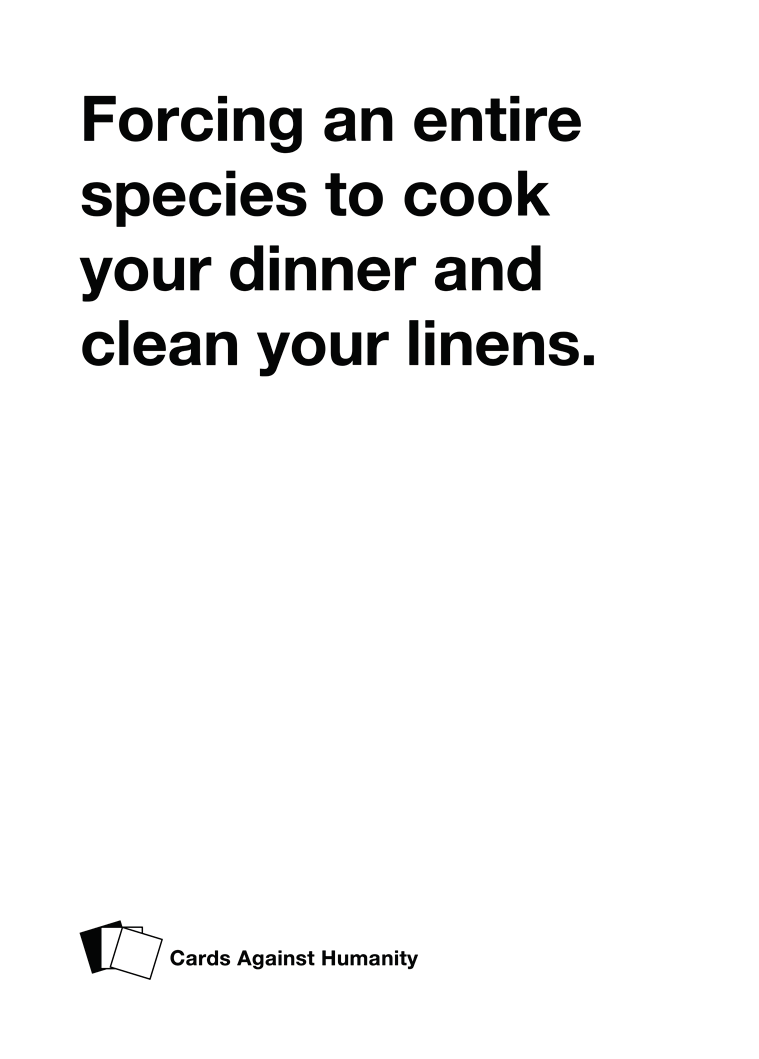 Forcing an entire
species to cook
your dinner and
clean your linens.
Cards Against Humanity